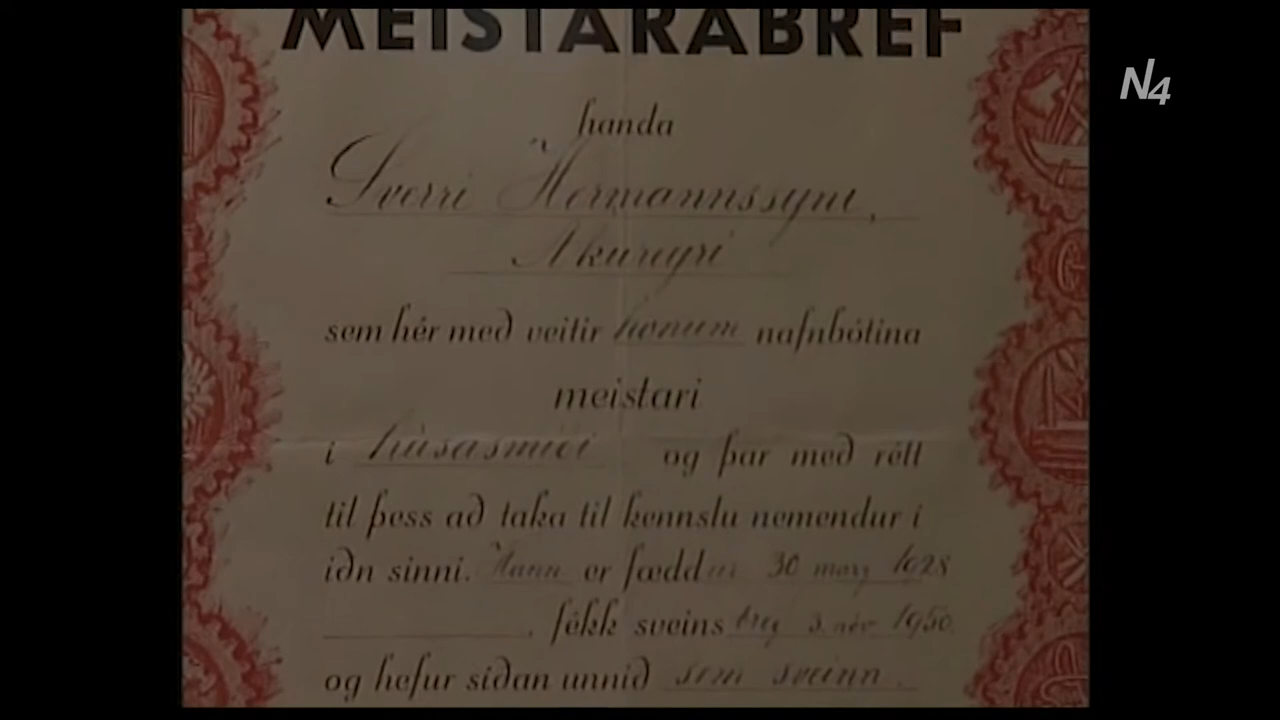 MEISTARABRÉF
N4
handa
Sverri Hermannssyni,
Akureyri
sem hér með veitir honum nafnbótina
meistari
í húsasmíði og þar með rétt
til þess að taka til kennslu nemendur í
iðn sinni. Hann er fæddur 30 marz 1928
. fékk sveinsbréf 3. nóv 1950
og hefur síðan unnið sem sveinn.